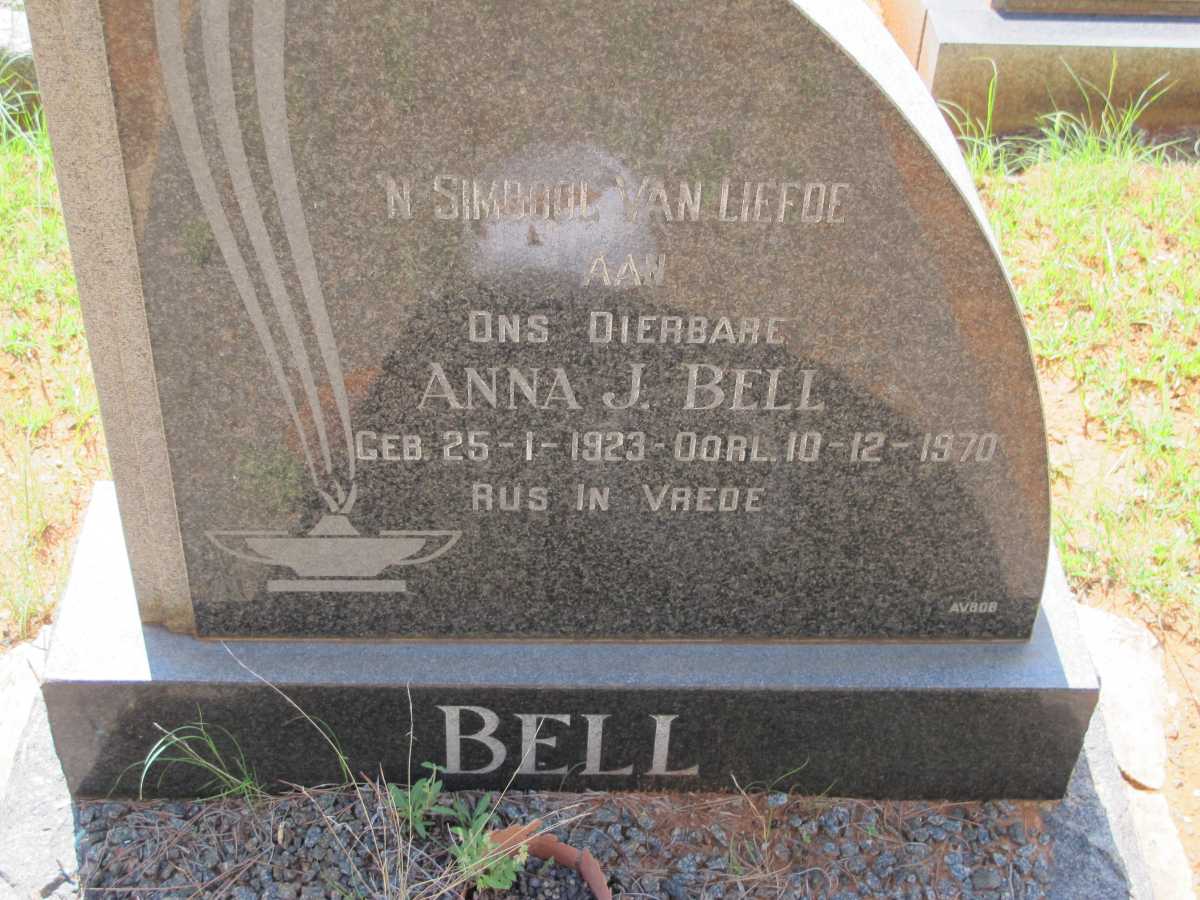 'N SIMBOOL VAN LIEFDE
AAN
ONS DIERBARE
ANNA J. BELL
GEB. 25-1-1923-OORL. 10-12-1970
RUS IN VREDE
AVBOB
BELL